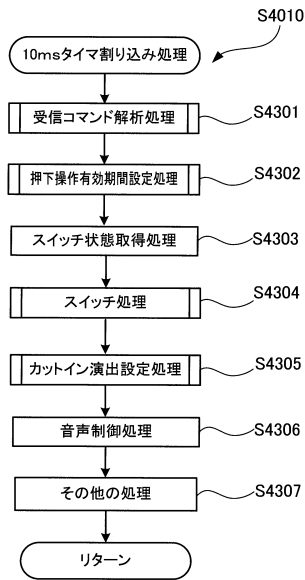 S4010
10msタイマ割り込み処理
受信コマンド解析処理
S4301
押下操作有効期間設定処理
S4302
スイッチ状態取得処理
S4303
スイッチ処理
S4304
カットイン演出設定処理
S4305
音声制御処理
S4306
その他の処理
S4307
リターン